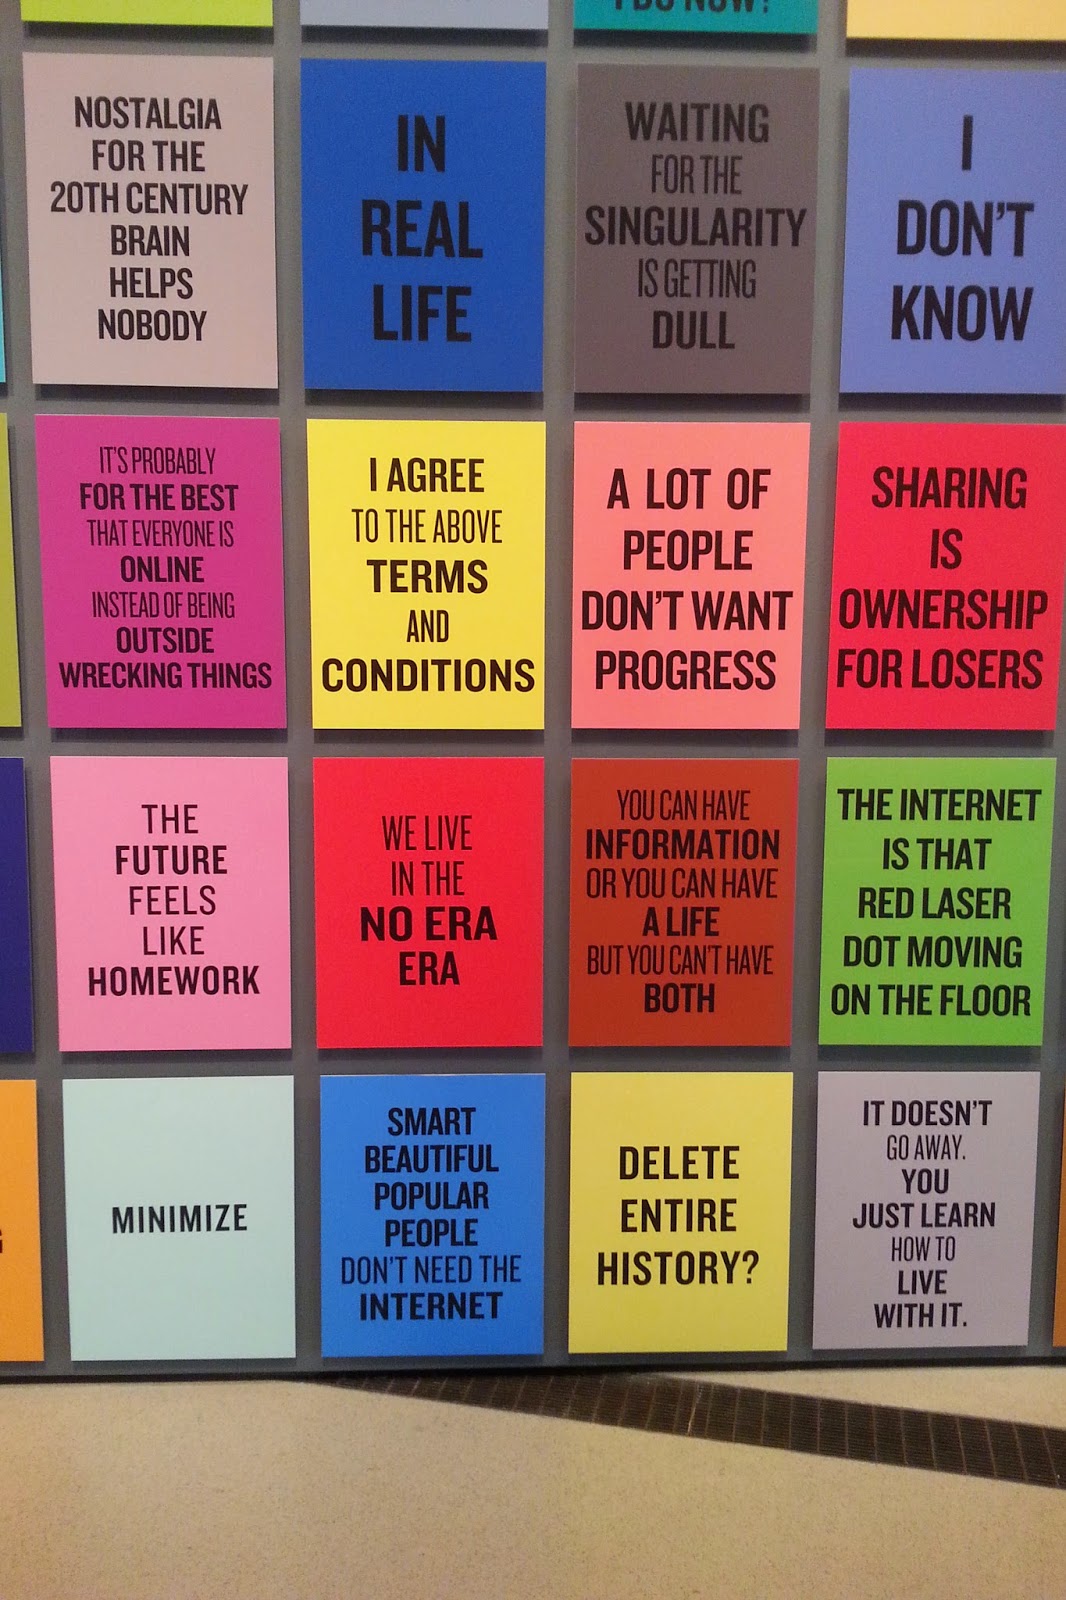 I DO NOW?
NOSTALGIA
FOR THE
20TH CENTURY
BRAIN
HELPS
NOBODY
IN
REAL
LIFE
WAITING
FOR THE
SINGULARITY
IS GETTING
DULL
I
DON'T
KNOW
IT'S PROBABLY
FOR THE BEST
THAT EVERYONE IS
ONLINE
INSTEAD OF BEING
OUTSIDE
WRECKING THINGS
I AGREE
TO THE ABOVE
TERMS
AND
CONDITIONS
A LOT OF
PEOPLE
DON'T WANT
PROGRESS
SHARING
IS
OWNERSHIP
FOR LOSERS
THE
FUTURE
FEELS
LIKE
HOMEWORK
WE LIVE
IN THE
NO ERA
ERA
YOU CAN HAVE
INFORMATION
OR YOU CAN HAVE
A LIFE
BUT YOU CAN'T HAVE
BOTH
THE INTERNET
IS THAT
RED LASER
DOT MOVING
ON THE FLOOR
MINIMIZE
SMART
BEAUTIFUL
POPULAR
PEOPLE
DON'T NEED THE
INTERNET
DELETE
ENTIRE
HISTORY?
IT DOESN'T
GO AWAY.
YOU
JUST LEARN
HOW TO
LIVE
WITH IT.